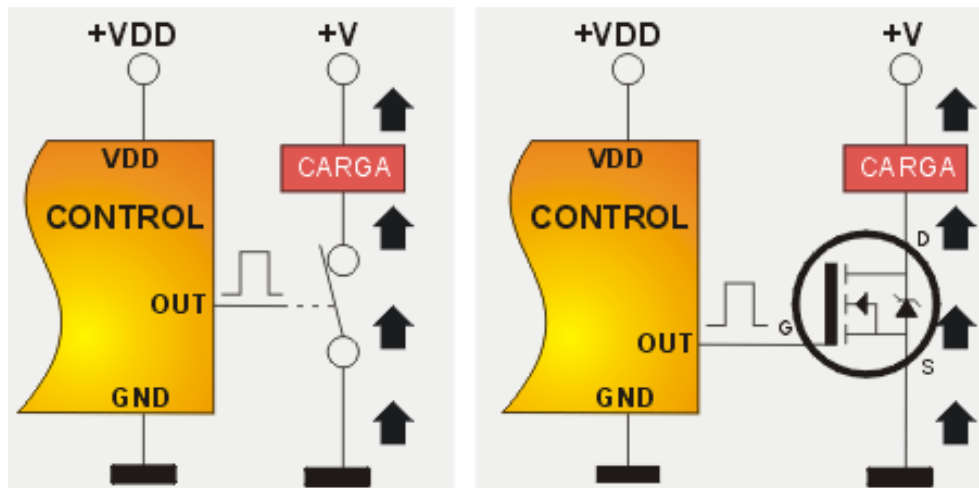 +VDD
+V
VDD
CARGA
CONTROL
OUT
GND
+VDD
+V
VDD
CARGA
CONTROL
D
G
OUT
S
GND